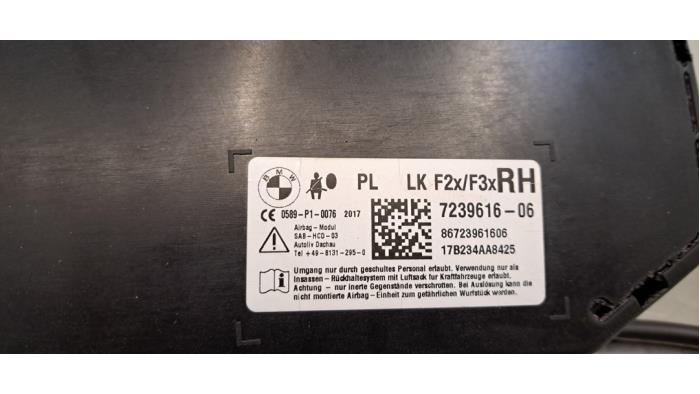 BMW
PL LK F2x/F3x RH
CE 0589-P1-0076 2017
7239616-06
Airbag-Modul
SAB-HCD-03
Autoliv Dachau
Tel +49-8131-295-0
86723961606
17B234AA8425
Umgang nur durch geschultes Personal erlaubt. Verwendung nur als
Insassen - Rückhaltesystem mit Luftsack für Kraftfahrzeuge erlaubt.
Achtung - nur inerte Gegenstände verschrotten. Bei Auslösung kann die
nicht montierte Airbag-Einheit zum gefährlichen Wurfstück werden.